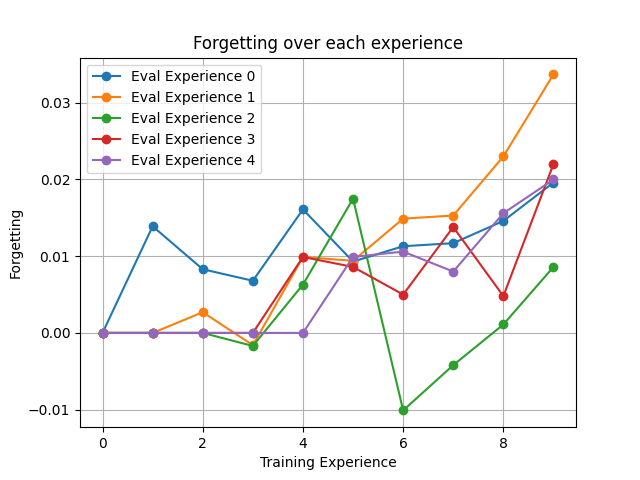 Forgetting over each experience
Eval Experience 0
Eval Experience 1
Eval Experience 2
Eval Experience 3
Eval Experience 4
0.03
0.02
0.01
0.00
−0.01
Forgetting
0 2 4 6 8
Training Experience